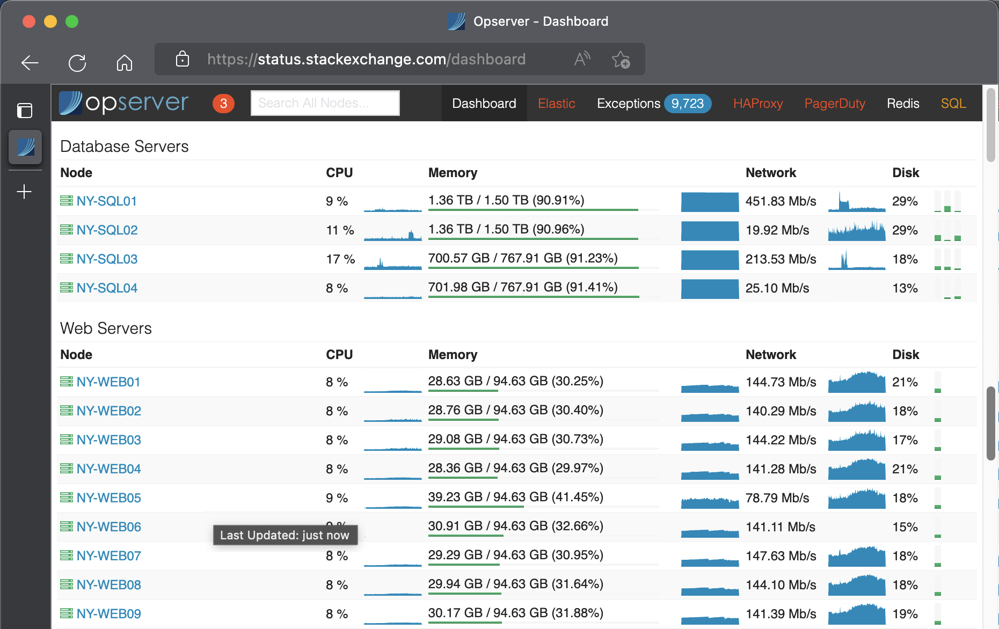 Opserver - Dashboard
https://status.stackexchange.com/dashboard
opserver 3 Search All Nodes... Dashboard Elastic Exceptions 9,723 HAProxy PagerDuty Redis SQL
Database Servers
Node CPU Memory Network Disk
NY-SQL01 9 % 1.36 TB / 1.50 TB (90.91%) 451.83 Mb/s 29%
NY-SQL02 11 % 1.36 TB / 1.50 TB (90.96%) 19.92 Mb/s 29%
NY-SQL03 17 % 700.57 GB / 767.91 GB (91.23%) 213.53 Mb/s 18%
NY-SQL04 8 % 701.98 GB / 767.91 GB (91.41%) 25.10 Mb/s 13%
Web Servers
Node CPU Memory Network Disk
NY-WEB01 8 % 28.63 GB / 94.63 GB (30.25%) 144.73 Mb/s 21%
NY-WEB02 8 % 28.76 GB / 94.63 GB (30.40%) 140.29 Mb/s 18%
NY-WEB03 8 % 29.08 GB / 94.63 GB (30.73%) 144.22 Mb/s 17%
NY-WEB04 8 % 28.36 GB / 94.63 GB (29.97%) 141.28 Mb/s 21%
NY-WEB05 9 % 39.23 GB / 94.63 GB (41.45%) 78.79 Mb/s 18%
NY-WEB06 30.91 GB / 94.63 GB (32.66%) 141.11 Mb/s 15%
Last Updated: just now
NY-WEB07 8 % 29.29 GB / 94.63 GB (30.95%) 147.63 Mb/s 18%
NY-WEB08 8 % 29.94 GB / 94.63 GB (31.64%) 144.10 Mb/s 18%
NY-WEB09 8 % 30.17 GB / 94.63 GB (31.88%) 141.39 Mb/s 19%